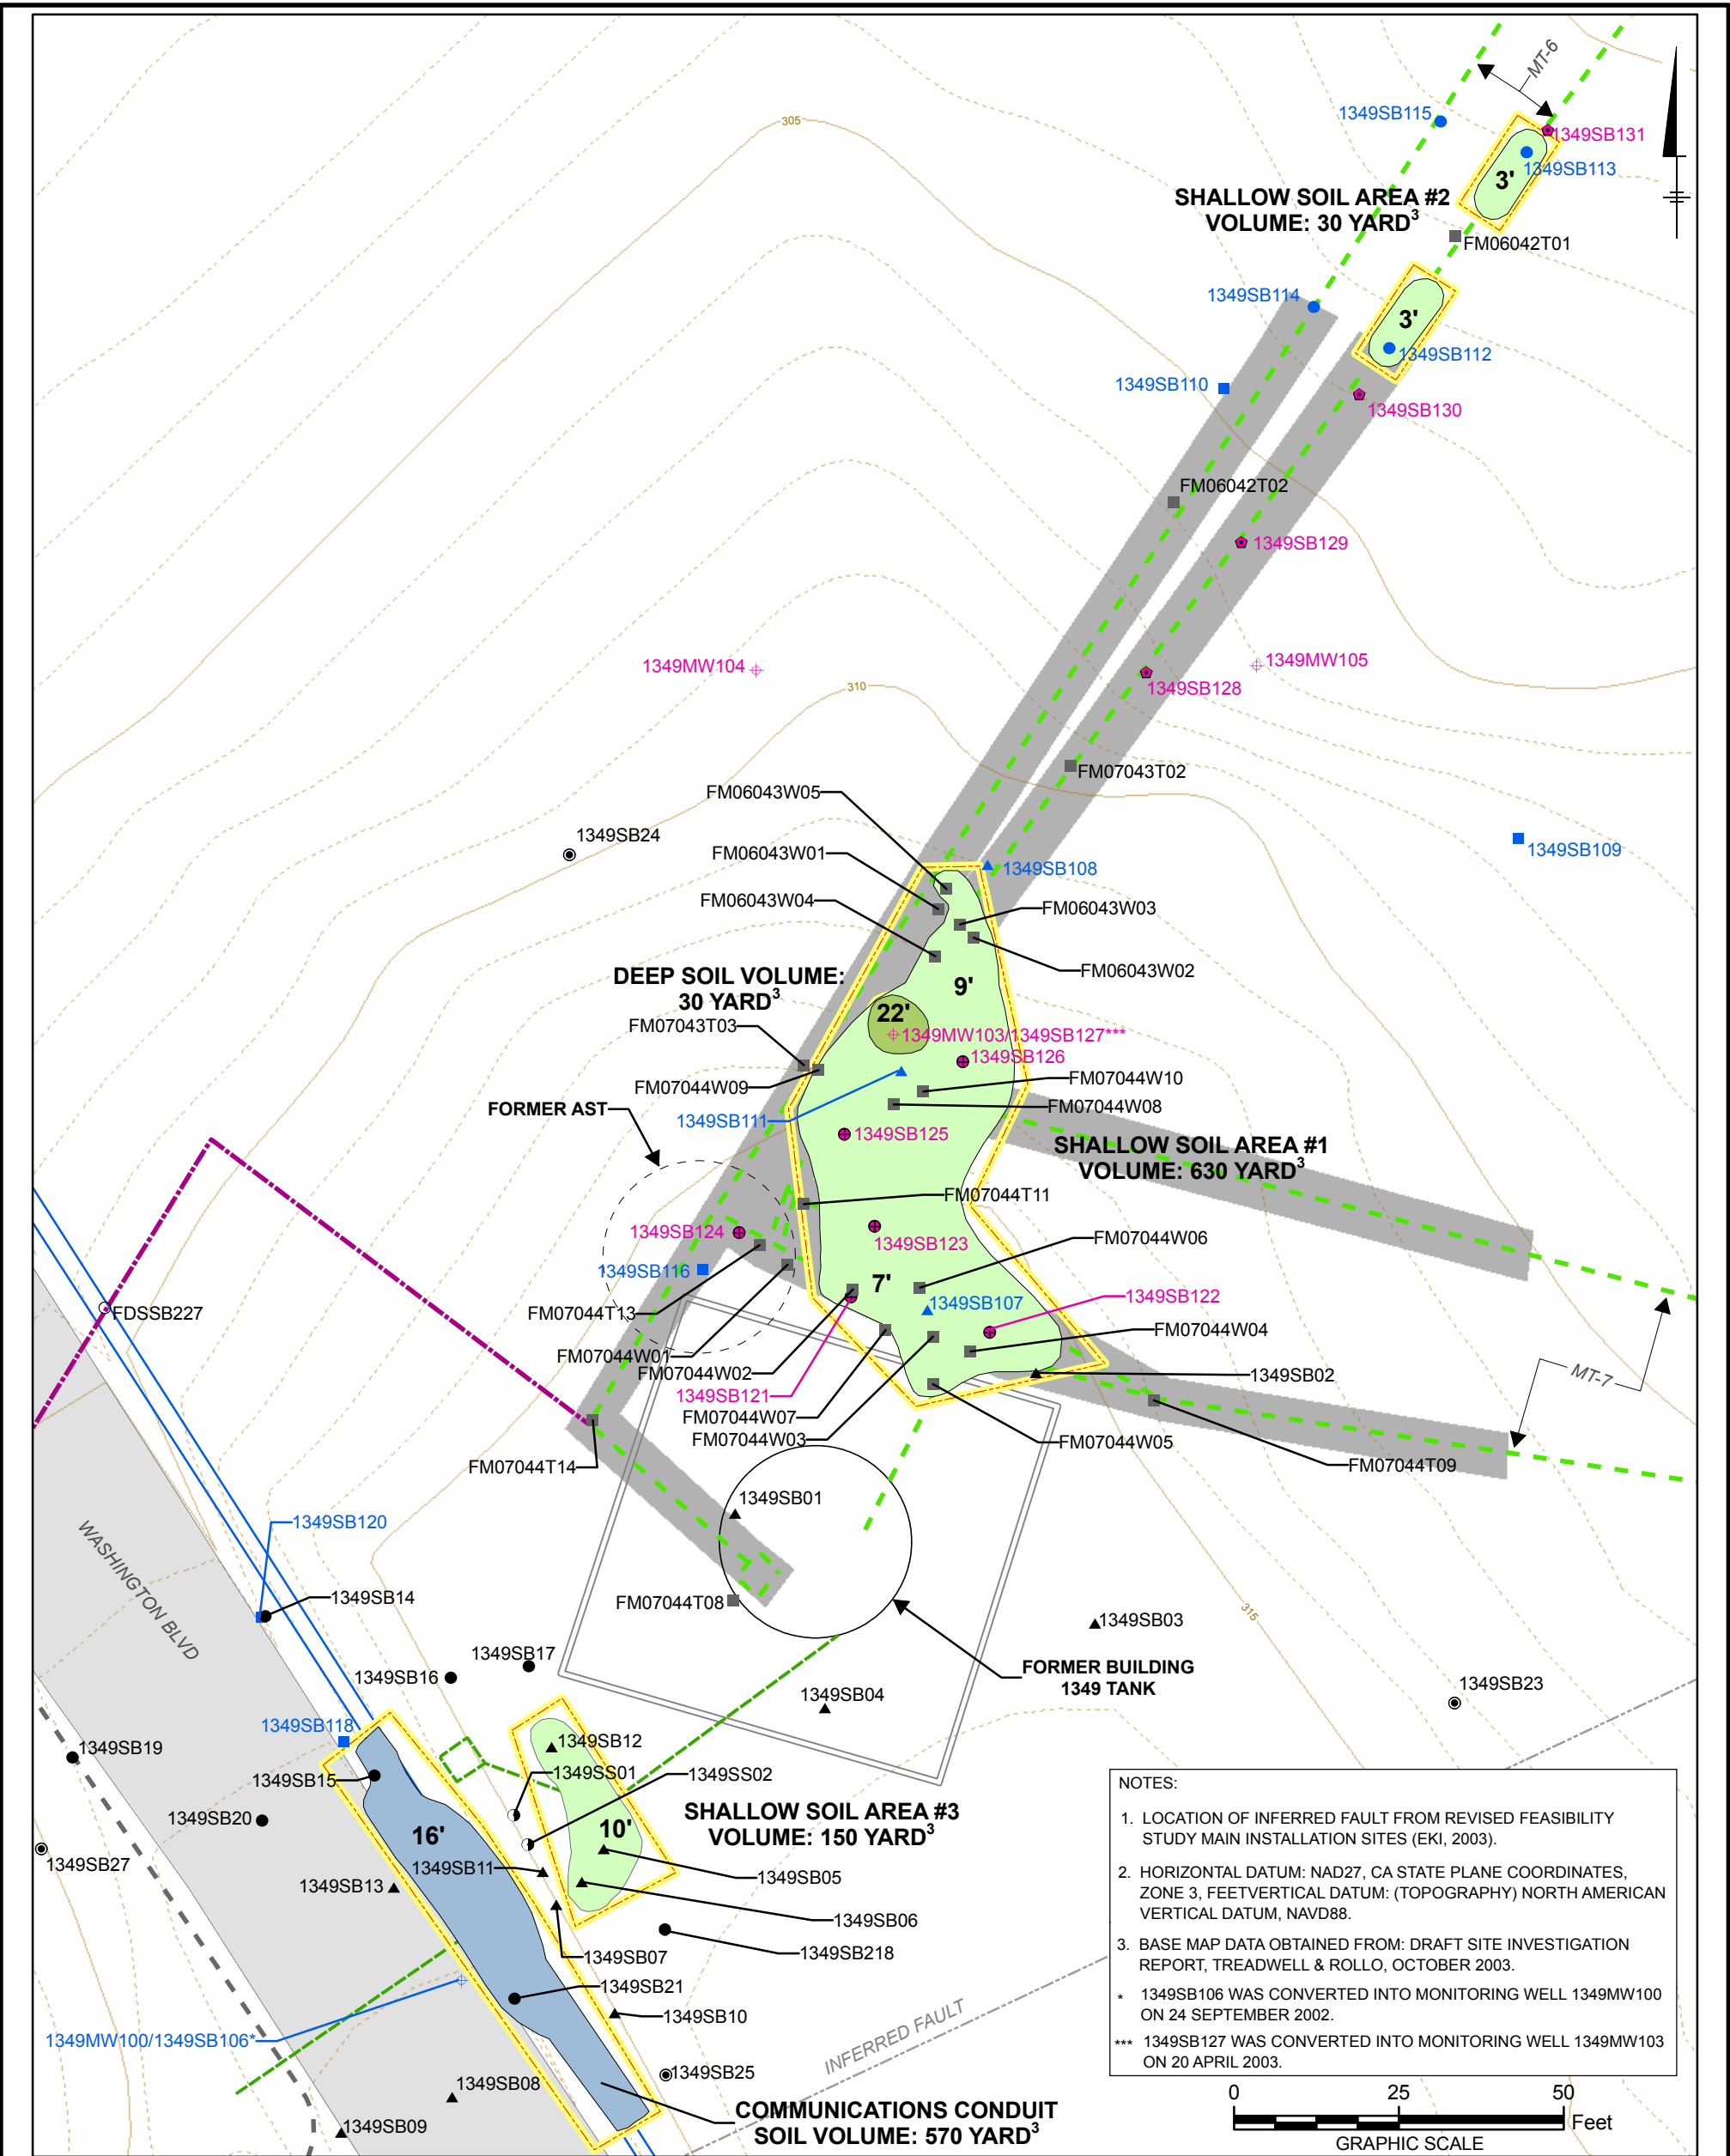 MT-6
1349SB115
305
1349SB131
1349SB113
3'
SHALLOW SOIL AREA #2
VOLUME: 30 YARD3
FM06042T01
1349SB114
3'
1349SB112
1349SB110
1349SB130
FM06042T02
1349SB129
1349MW104
1349MW105
1349SB128
310
FM07043T02
FM06043W05
1349SB24
1349SB109
FM06043W01
1349SB108
FM06043W04
FM06043W03
FM06043W02
DEEP SOIL VOLUME:
30 YARD3
9'
22'
FM07043T03
1349MW103/1349SB127***
1349SB126
FM07044W09
FM07044W10
FORMER AST
FM07044W08
1349SB111
1349SB125
SHALLOW SOIL AREA #1
VOLUME: 630 YARD3
FM07044T11
1349SB124
1349SB123
FM07044W06
1349SB116
7'
1349SB107
1349SB122
FDSSB227
FM07044T13
FM07044W04
FM07044W01
FM07044W02
1349SB02
MT-7
1349SB121
FM07044W07
FM07044W03
FM07044W05
FM07044T14
FM07044T09
1349SB01
1349SB120
WASHINGTON BLVD
1349SB14
FM07044T08
315
1349SB03
1349SB17
1349SB16
FORMER BUILDING
1349 TANK
1349SB23
1349SB04
1349SB118
1349SB12
1349SB19
1349SB15
1349SS01
1349SS02
1349SB20
SHALLOW SOIL AREA #3
VOLUME: 150 YARD3
16'
10'
1349SB27
1349SB11
1349SB05
1349SB13
1349SB06
1349SB07
1349SB218
1349SB21
1349SB10
1349MW100/1349SB106*
INFERRED FAULT
1349SB25
1349SB08
1349SB09
COMMUNICATIONS CONDUIT
SOIL VOLUME: 570 YARD3
NOTES:
1. LOCATION OF INFERRED FAULT FROM REVISED FEASIBILITY
STUDY MAIN INSTALLATION SITES (EKI, 2003).
2. HORIZONTAL DATUM: NAD27, CA STATE PLANE COORDINATES,
ZONE 3, FEETVERTICAL DATUM: (TOPOGRAPHY) NORTH AMERICAN
VERTICAL DATUM, NAVD88.
3. BASE MAP DATA OBTAINED FROM: DRAFT SITE INVESTIGATION
REPORT, TREADWELL & ROLLO, OCTOBER 2003.
* 1349SB106 WAS CONVERTED INTO MONITORING WELL 1349MW100
ON 24 SEPTEMBER 2002.
*** 1349SB127 WAS CONVERTED INTO MONITORING WELL 1349MW103
ON 20 APRIL 2003.
0 25 50
Feet
GRAPHIC SCALE